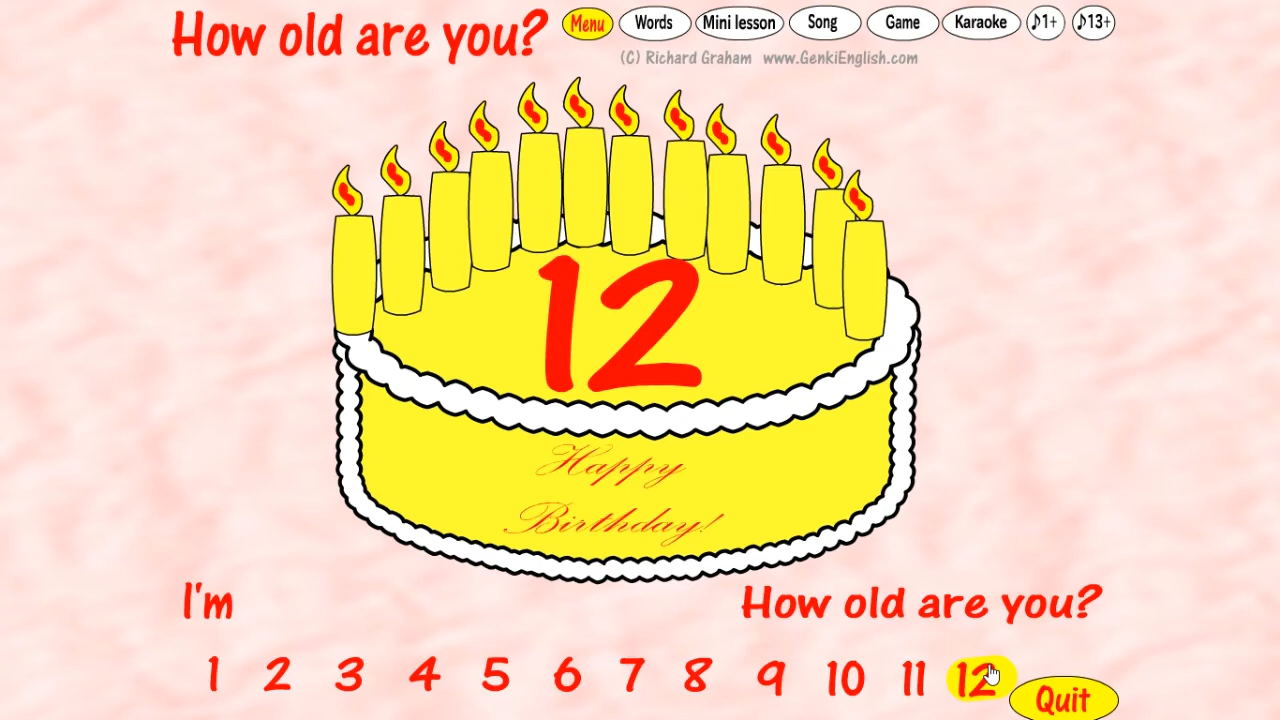 How old are you?
Menu Words Mini lesson Song Game Karaoke ♪1+ ♪13+
(C) Richard Graham www.GenkiEnglish.com
12
Happy
Birthday!
I'm How old are you?
1 2 3 4 5 6 7 8 9 10 11 12
Quit